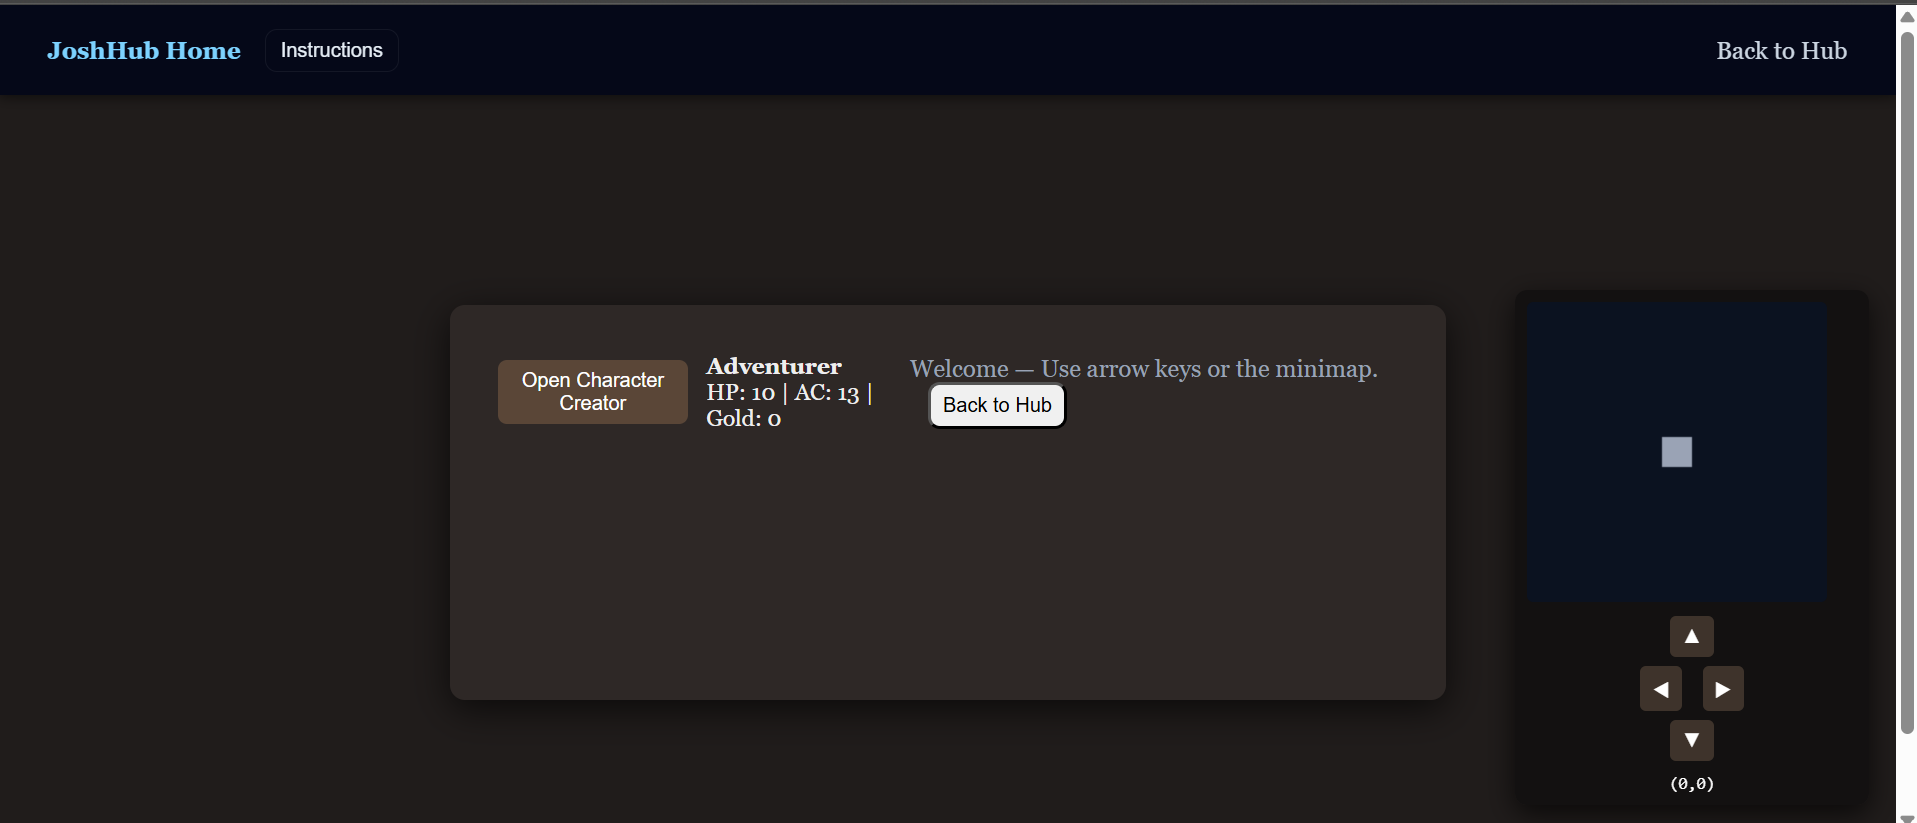 JoshHub Home
Instructions
Back to Hub
Open Character
Creator
Adventurer
HP: 10 | AC: 13 |
Gold: 0
Welcome — Use arrow keys or the minimap.
Back to Hub
▲
◀ ▶
▼
(0,0)